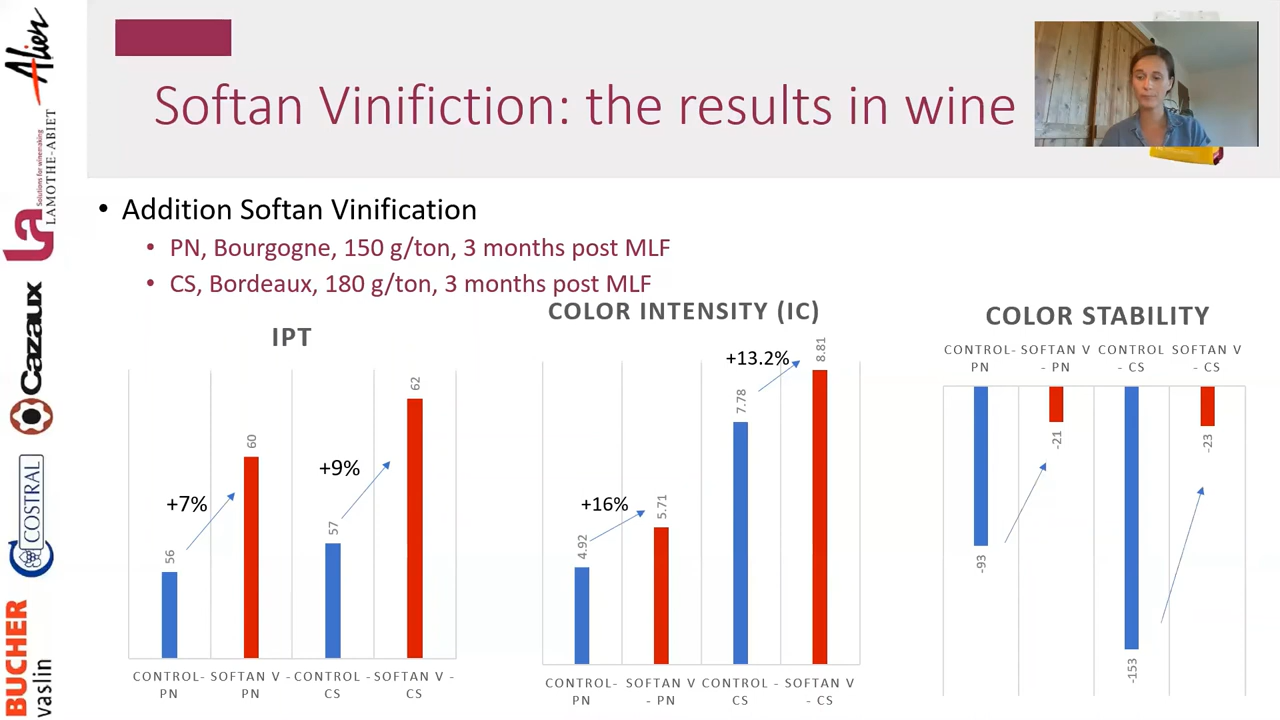 Softan Vinifiction: the results in wine
• Addition Softan Vinification
• PN, Bourgogne, 150 g/ton, 3 months post MLF
• CS, Bordeaux, 180 g/ton, 3 months post MLF
IPT
56
+7%
60
57
+9%
62
CONTROL- PN
SOFTAN V - PN
CONTROL - CS
SOFTAN V - CS
COLOR INTENSITY (IC)
4.92
+16%
5.71
7.78
+13.2%
8.81
CONTROL- PN
SOFTAN V - PN
CONTROL - CS
SOFTAN V - CS
COLOR STABILITY
CONTROL- PN
SOFTAN V - PN
CONTROL - CS
SOFTAN V - CS
-93
-21
-153
-23
Alien
La
Solutions for winemaking
LAMOTHE-ABIET
Cazaux
COSTRAL
BUCHER
vaslin